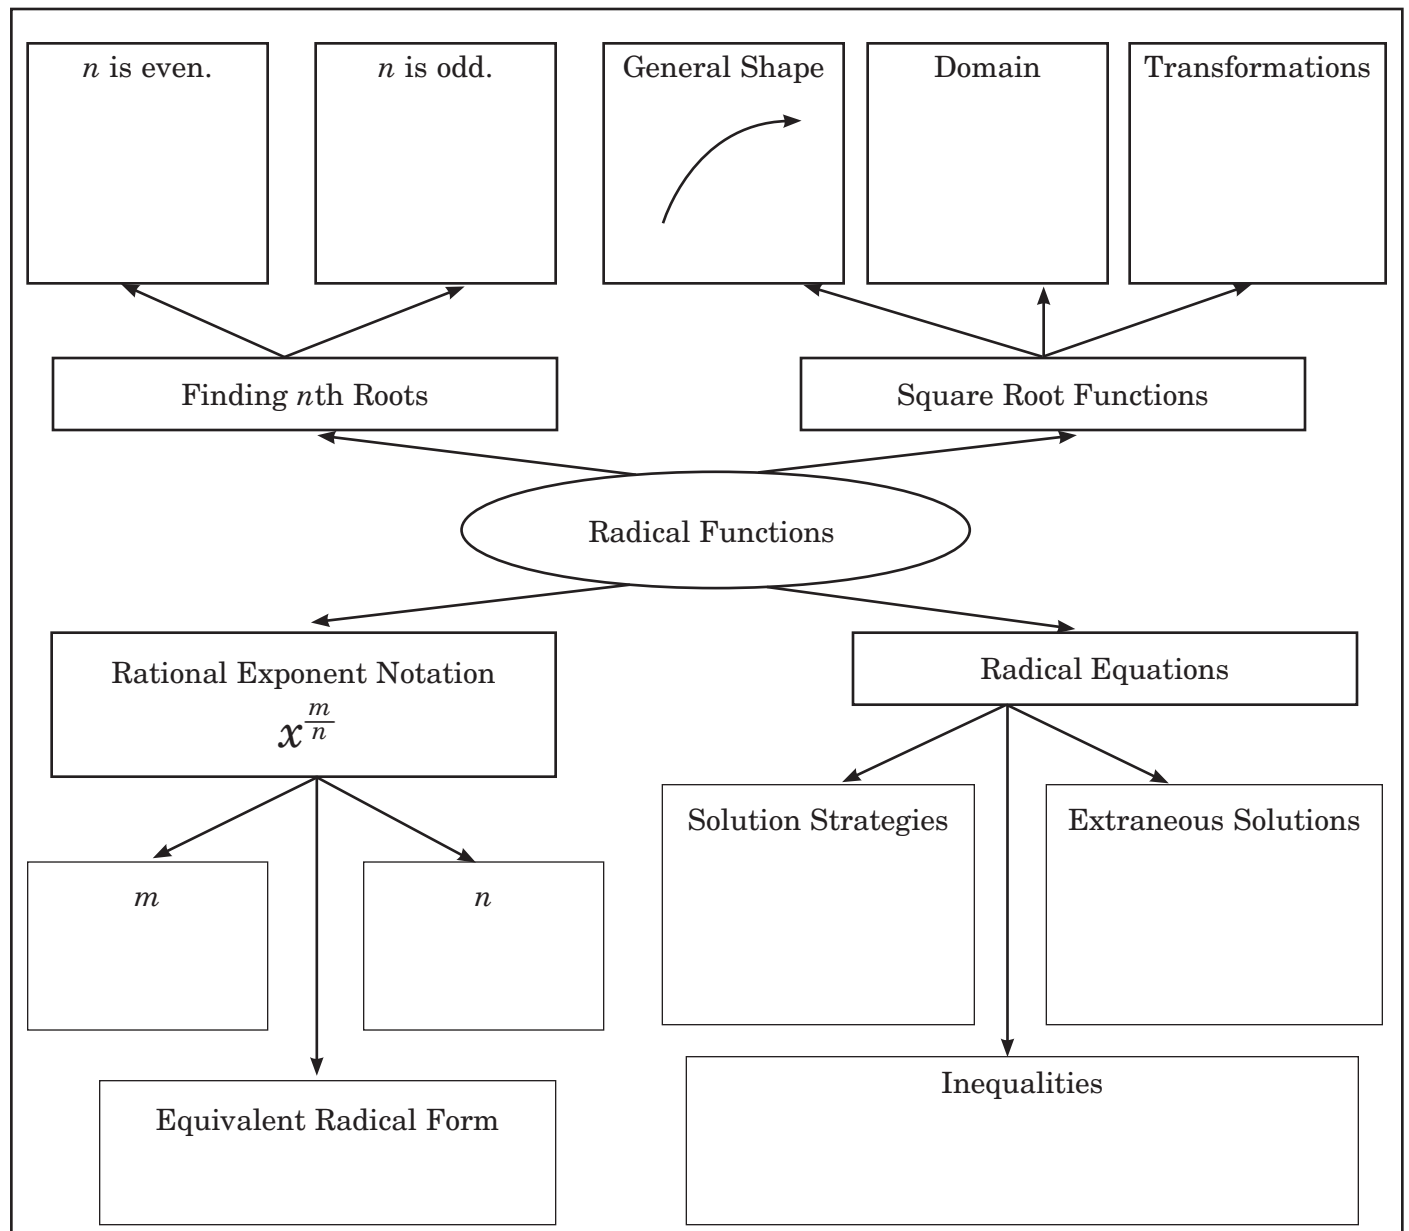 n is even.
n is odd.
General Shape
Domain
Transformations
Finding nth Roots
Square Root Functions
Radical Functions
Rational Exponent Notation
x^{\frac{m}{n}}
Radical Equations
Solution Strategies
Extraneous Solutions
m
n
Inequalities
Equivalent Radical Form